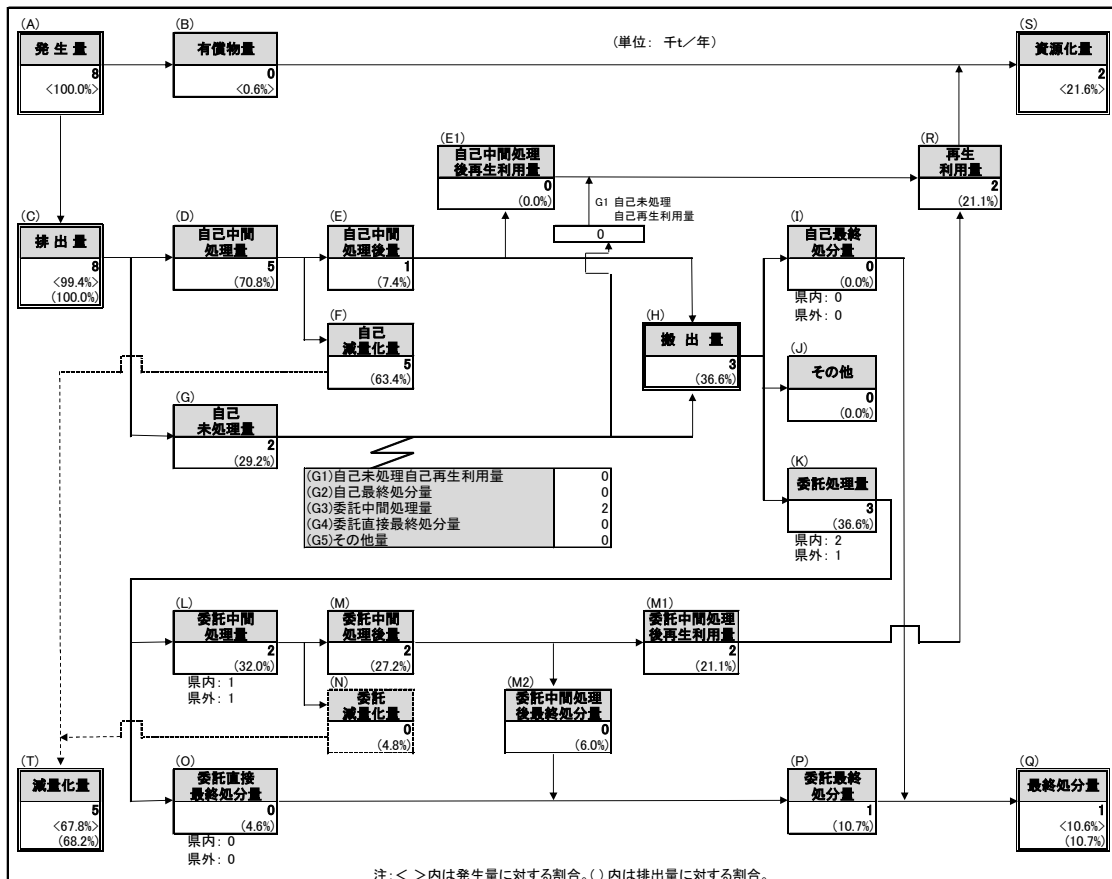 (A)
発生量
8
<100.0%>
(B)
有償物量
0
<0.6%>
(単位： 千t／年)
(S)
資源化量
2
<21.6%>
(E1)
自己中間処理
後再生利用量
0
(0.0%)
G1 自己未処理
自己再生利用量
0
(R)
再生
利用量
2
(21.1%)
(C)
排出量
8
<99.4%>
(100.0%)
(D)
自己中間
処理量
5
(70.8%)
(E)
自己中間
処理後量
1
(7.4%)
(I)
自己最終
処分量
0
(0.0%)
県内： 0
県外： 0
(F)
自己
減量化量
5
(63.4%)
(H)
搬出量
3
(36.6%)
(J)
その他
0
(0.0%)
(G)
自己
未処理量
2
(29.2%)
(G1)自己未処理自己再生利用量 0
(G2)自己最終処分量 0
(G3)委託中間処理量 2
(G4)委託直接最終処分量 0
(G5)その他量 0
(K)
委託処理量
3
(36.6%)
県内： 2
県外： 1
(L)
委託中間
処理量
2
(32.0%)
県内： 1
県外： 1
(M)
委託中間
処理後量
2
(27.2%)
(M1)
委託中間処理
後再生利用量
2
(21.1%)
(N)
委託
減量化量
0
(4.8%)
(M2)
委託中間処理
後最終処分量
0
(6.0%)
(T)
減量化量
5
<67.8%>
(68.2%)
(O)
委託直接
最終処分量
0
(4.6%)
県内： 0
県外： 0
(P)
委託最終
処分量
1
(10.7%)
(Q)
最終処分量
1
<10.6%>
(10.7%)
注：< >内は発生量に対する割合。( )内は排出量に対する割合。